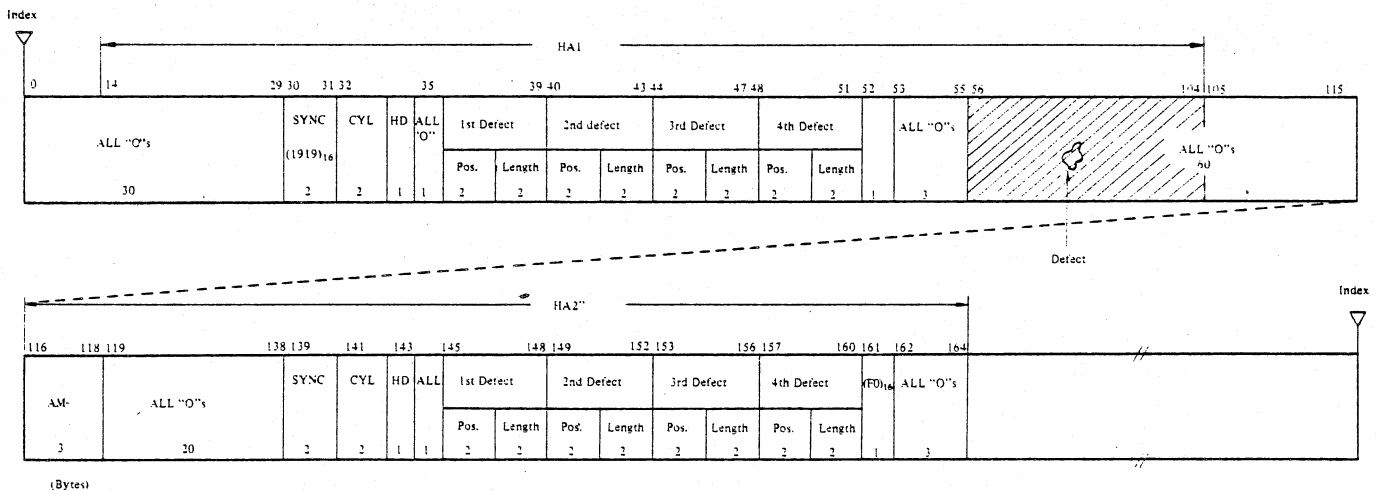 Index
HA1
0 14 29 30 31 32 35 39 40 43 44 47 48 51 52 53 55 56 104 105 115
ALL "O"s SYNC CYL HD ALL "O" 1st Defect 2nd defect 3rd Defect 4th Defect ALL "O"s ALL "O"s
(1919)16
Pos. Length Pos. Length Pos. Length Pos. Length
30 2 2 1 1 2 2 2 2 2 2 2 2 1 3 60
Defect
HA2"
Index
116 118 119 138 139 141 143 145 148 149 152 153 156 157 160 161 162 164
AM- ALL "O"s SYNC CYL HD ALL 1st Defect 2nd Defect 3rd Defect 4th Defect (F0)16 ALL "O"s
Pos. Length Pos. Length Pos. Length Pos. Length
3 20 2 2 1 1 2 2 2 2 2 2 2 2 1 3
(Bytes)